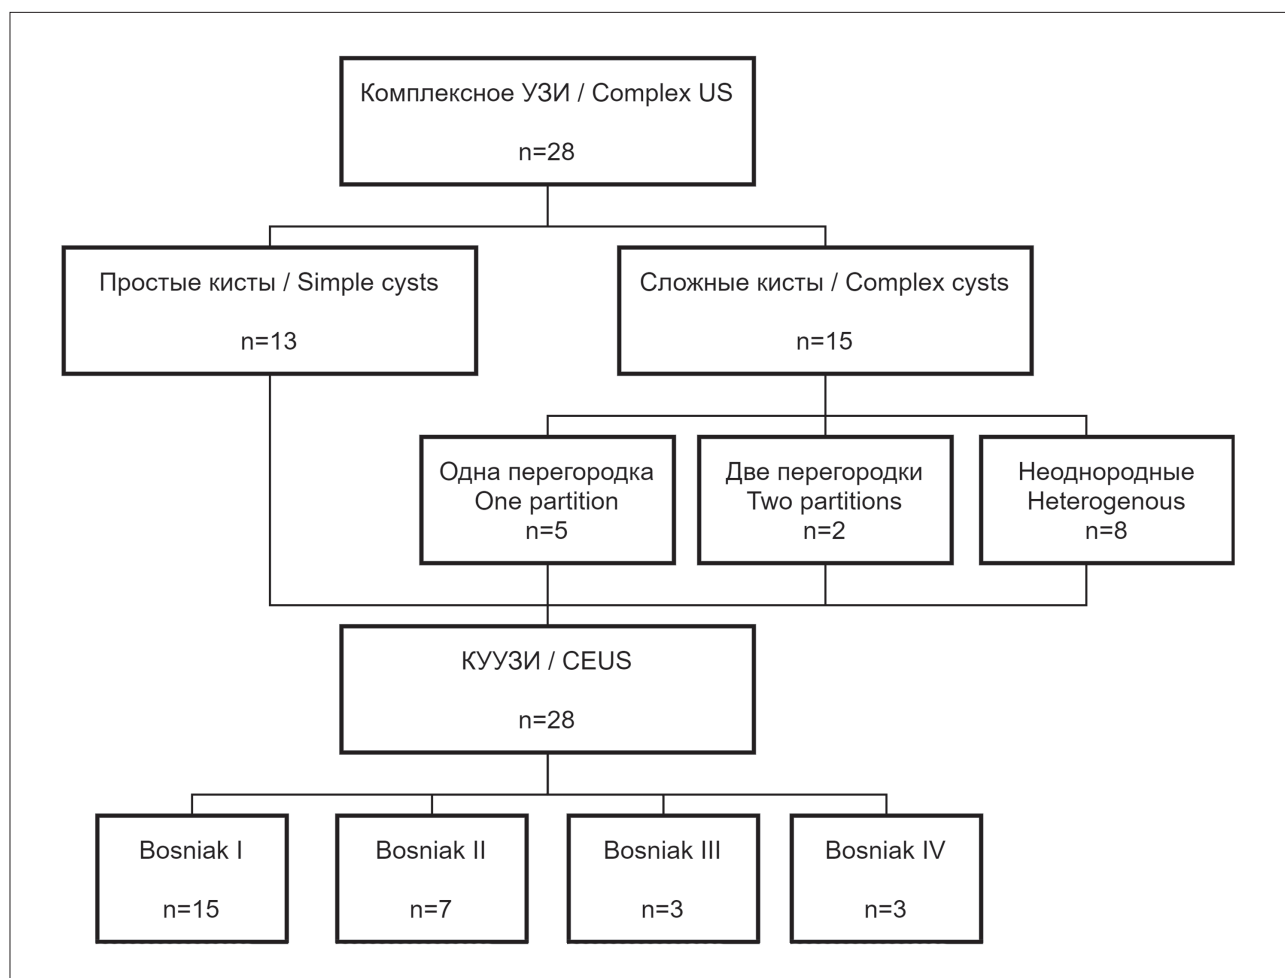 Комплексное УЗИ / Complex US
n=28
Простые кисты / Simple cysts
n=13
Сложные кисты / Complex cysts
n=15
Одна перегородка
One partition
n=5
Две перегородки
Two partitions
n=2
Неоднородные
Heterogenous
n=8
КУУЗИ / CEUS
n=28
Bosniak I
n=15
Bosniak II
n=7
Bosniak III
n=3
Bosniak IV
n=3